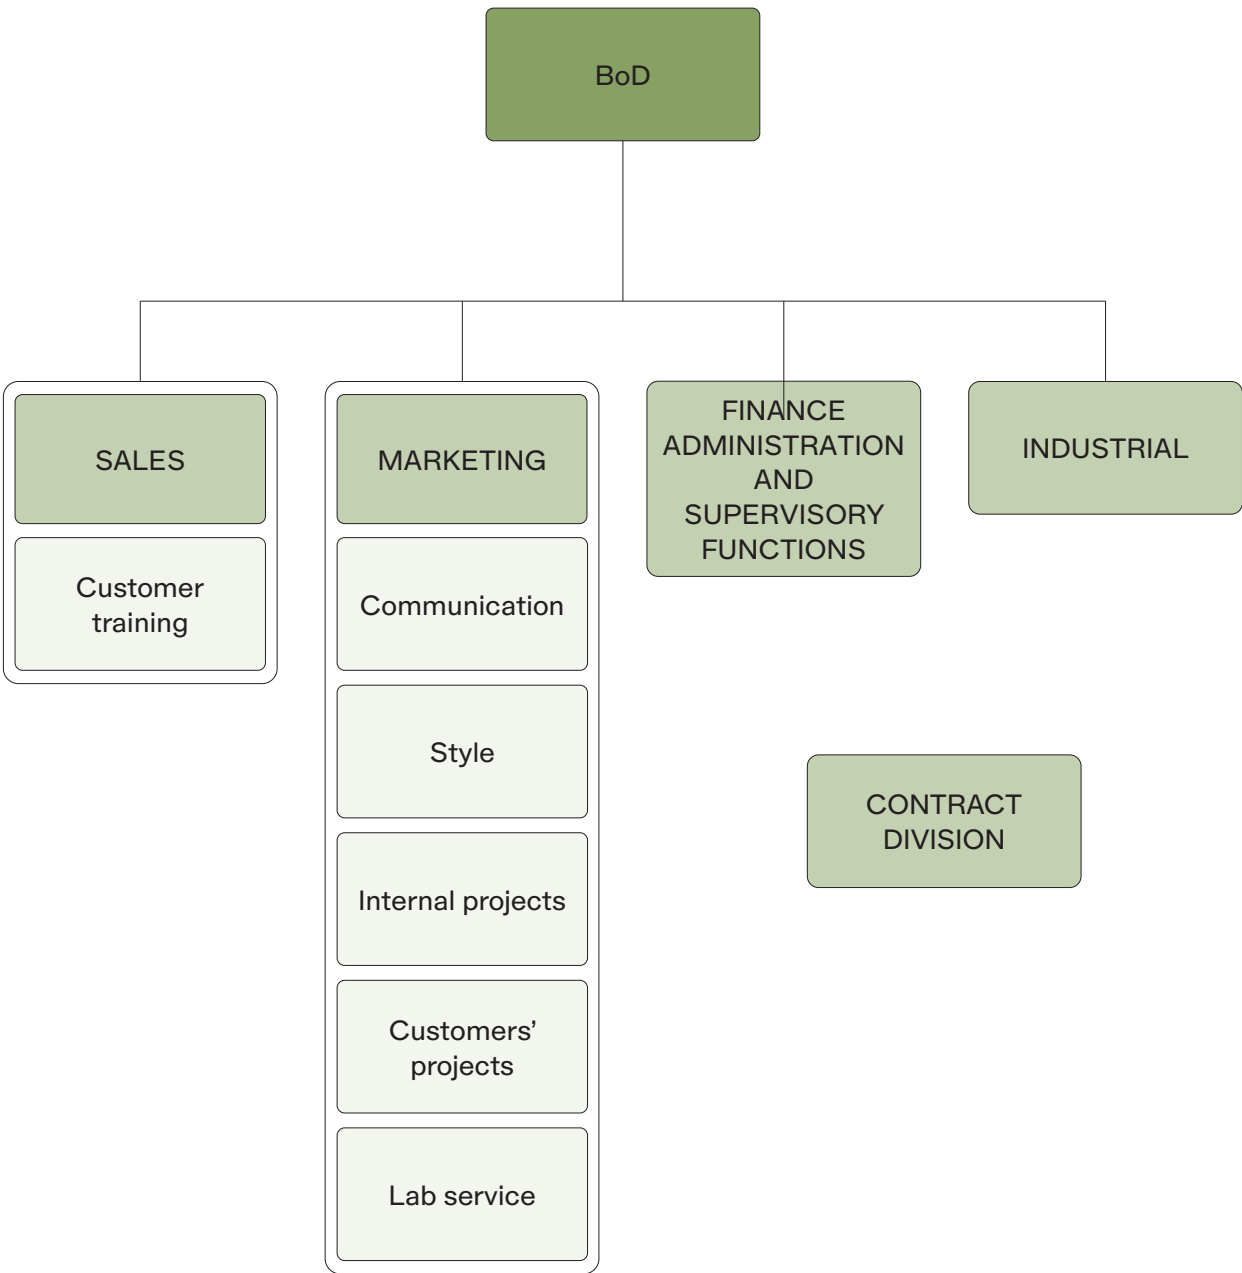 BoD
SALES
Customer
training
MARKETING
Communication
Style
Internal projects
Customers’
projects
Lab service
FINANCE
ADMINISTRATION
AND
SUPERVISORY
FUNCTIONS
INDUSTRIAL
CONTRACT
DIVISION